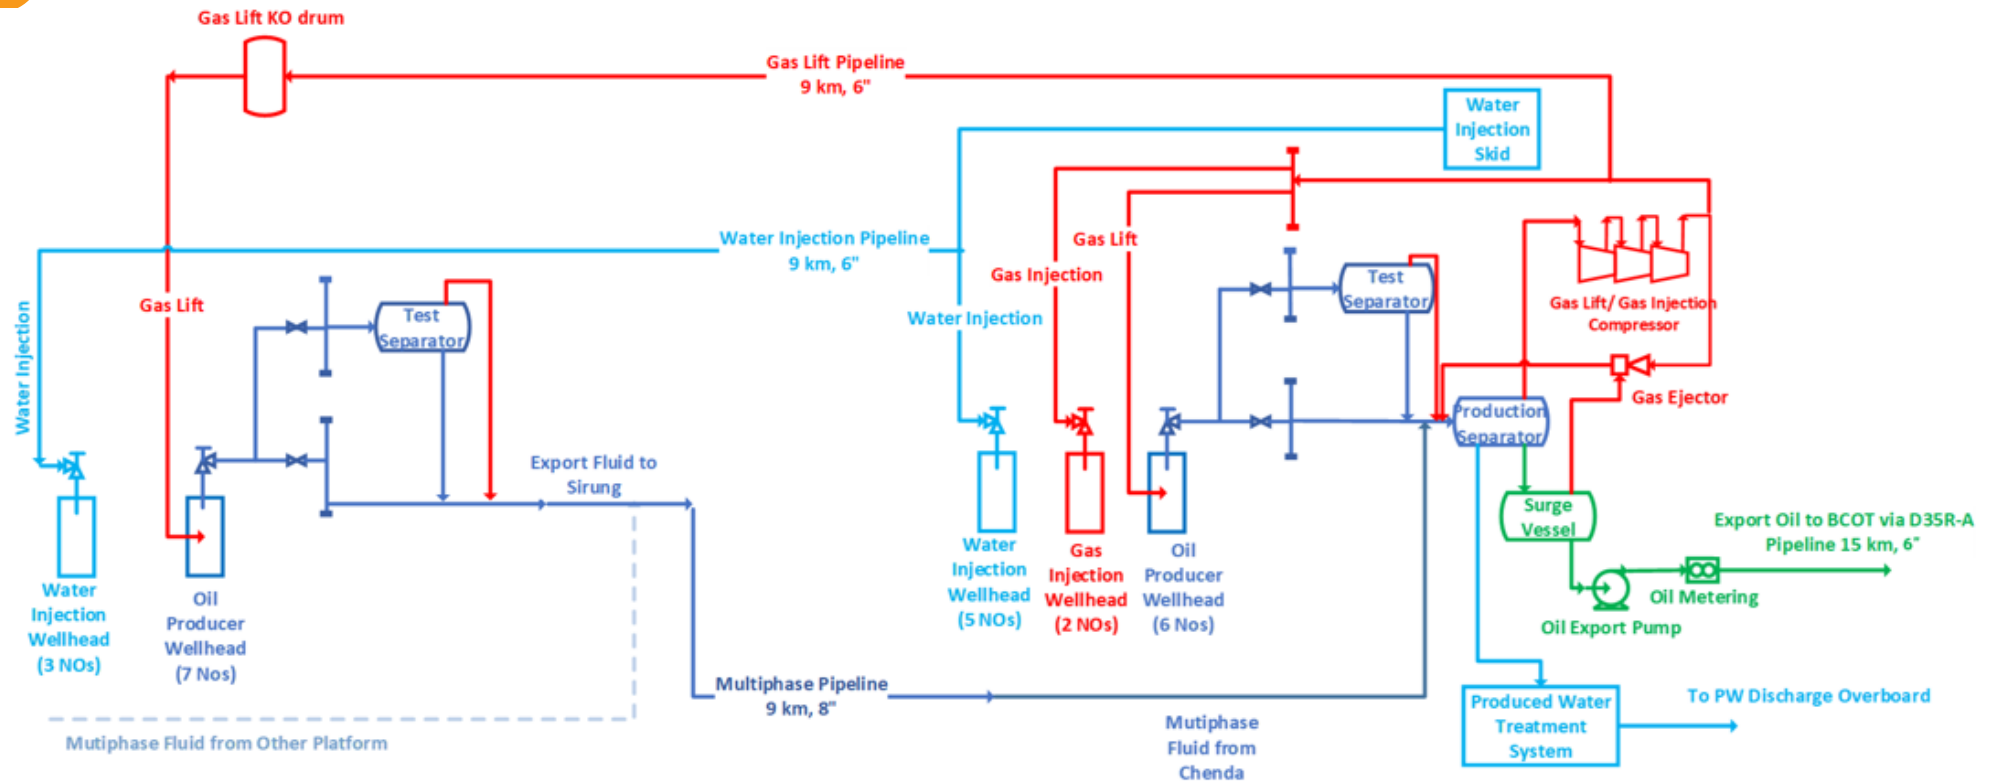 Gas Lift KO drum
Gas Lift Pipeline
9 km, 6"
Water
Injection
Skid
Water Injection Pipeline
9 km, 6"
Gas Lift
Gas Injection
Water Injection
Gas Lift
Water Injection
Test
Separator
Test
Separator
Gas Lift/ Gas Injection
Compressor
Gas Ejector
Production
Separator
Export Fluid to
Sirung
Surge
Vessel
Export Oil to BCOT via D35R-A
Pipeline 15 km, 6"
Oil Metering
Oil Export Pump
Water
Injection
Wellhead
(3 NOs)
Oil
Producer
Wellhead
(7 Nos)
Water
Injection
Wellhead
(5 NOs)
Gas
Injection
Wellhead
(2 NOs)
Oil
Producer
Wellhead
(6 Nos)
Multiphase Pipeline
9 km, 8"
Mutiphase Fluid from Other Platform
Mutiphase
Fluid from
Chenda
Produced Water
Treatment
System
To PW Discharge Overboard